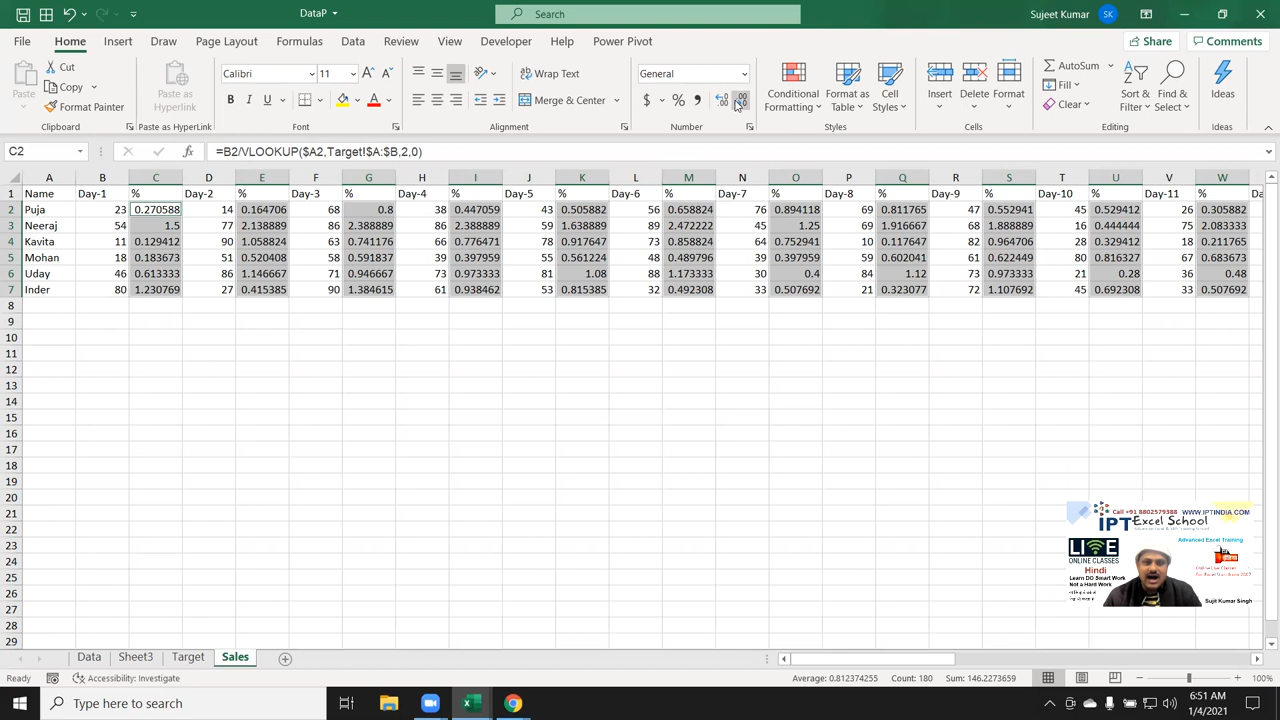 DataP
Search
Sujeet Kumar
SK
File Home Insert Draw Page Layout Formulas Data Review View Developer Help Power Pivot
Share Comments
Paste
Cut
Copy
Format Painter
Paste as Hyperlink
Calibri 11
B I U
Wrap Text
Merge & Center
General
$ % ,
Conditional Formatting
Format as Table
Cell Styles
Insert Delete Format
AutoSum
Fill
Clear
Sort & Filter
Find & Select
Ideas
Clipboard Paste as Hyperlink Font Alignment Number Styles Cells Editing Ideas
C2 fx =B2/VLOOKUP($A2,Target!$A:$B,2,0)
A B C D E F G H I J K L M N O P Q R S T U V W
1 Name Day-1 % Day-2 % Day-3 % Day-4 % Day-5 % Day-6 % Day-7 % Day-8 % Day-9 % Day-10 % Day-11 % Da
2 Puja 23 0.270588 14 0.164706 68 0.8 38 0.447059 43 0.505882 56 0.658824 76 0.894118 69 0.811765 47 0.552941 45 0.529412 26 0.305882
3 Neeraj 54 1.5 77 2.138889 86 2.388889 86 2.388889 59 1.638889 89 2.472222 45 1.25 69 1.916667 68 1.888889 16 0.444444 75 2.083333
4 Kavita 11 0.129412 90 1.058824 63 0.741176 66 0.776471 78 0.917647 73 0.858824 64 0.752941 10 0.117647 82 0.964706 28 0.329412 18 0.211765
5 Mohan 18 0.183673 51 0.520408 58 0.591837 39 0.397959 55 0.561224 48 0.489796 39 0.397959 59 0.602041 61 0.622449 80 0.816327 67 0.683673
6 Uday 46 0.613333 86 1.146667 71 0.946667 73 0.973333 81 1.08 88 1.173333 30 0.4 84 1.12 73 0.973333 21 0.28 36 0.48
7 Inder 80 1.230769 27 0.415385 90 1.384615 61 0.938462 53 0.815385 32 0.492308 33 0.507692 21 0.323077 72 1.107692 45 0.692308 33 0.507692
8
9
10
11
12
13
14
15
16
17
18
19
20
21
22
23
24
25
26
27
28
29
Call +91 8802579388 WWW.IPTINDIA.COM
IPT Excel School
LIVE
ONLINE CLASSES
Hindi
Learn DO Smart Work
Not a Hard Work
Advanced Excel Training
Sujit Kumar Singh
Data Sheet3 Target Sales
Ready Accessibility: Investigate Average: 0.812374255 Count: 180 Sum: 146.2273659 100%
Type here to search
6:51 AM
1/4/2021